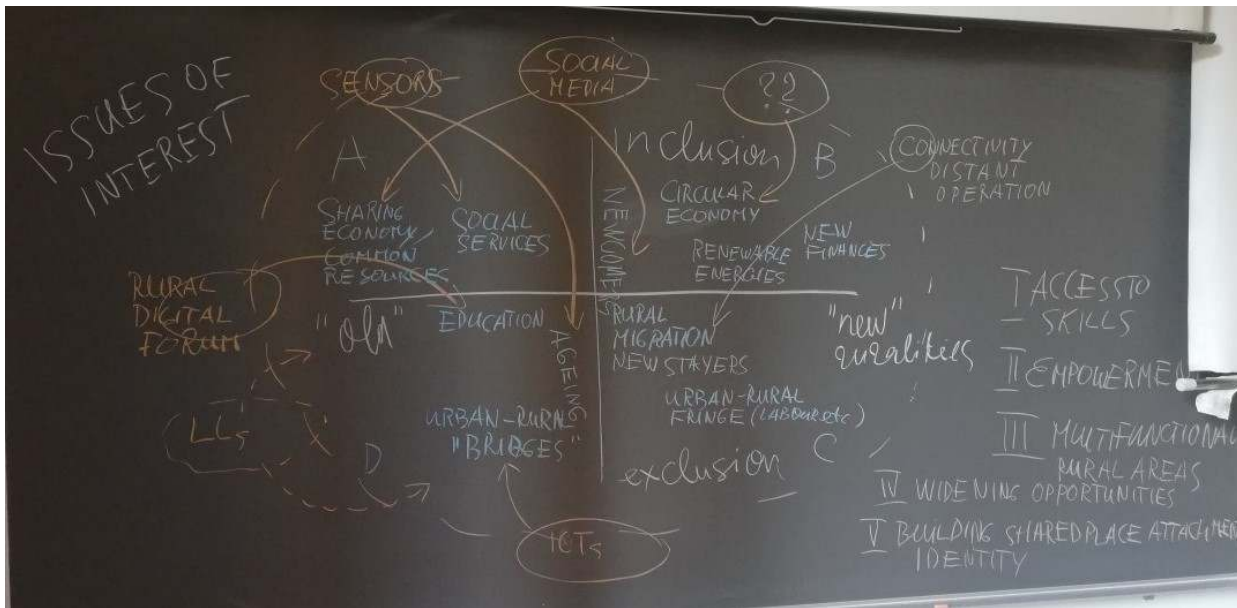 ISSUES OF
INTEREST
SENSORS
SOCIAL
MEDIA
??
A
Inclusion
B
CONNECTIVITY
DISTANT
OPERATION
SHARING
ECONOMY/
COMMON
RESOURCES
SOCIAL
SERVICES
NEWCOMERS
CIRCULAR
ECONOMY
RENEWABLE
ENERGIES
NEW
FINANCES
RURAL
DIGITAL
FORUM
"old"
EDUCATION
AGEING
RURAL
MIGRATION
NEW STAYERS
"new"
ruralities
LLs
D
URBAN-RURAL
"BRIDGES"
URBAN-RURAL
FRINGE (LABOUR etc)
exclusion
C
ICTs
I ACCESS TO
SKILLS
II EMPOWERMEN
III MULTIFUNCTIONAL
RURAL AREAS
IV WIDENING OPPORTUNITIES
V BUILDING SHARED PLACE ATTACHMEN
IDENTITY